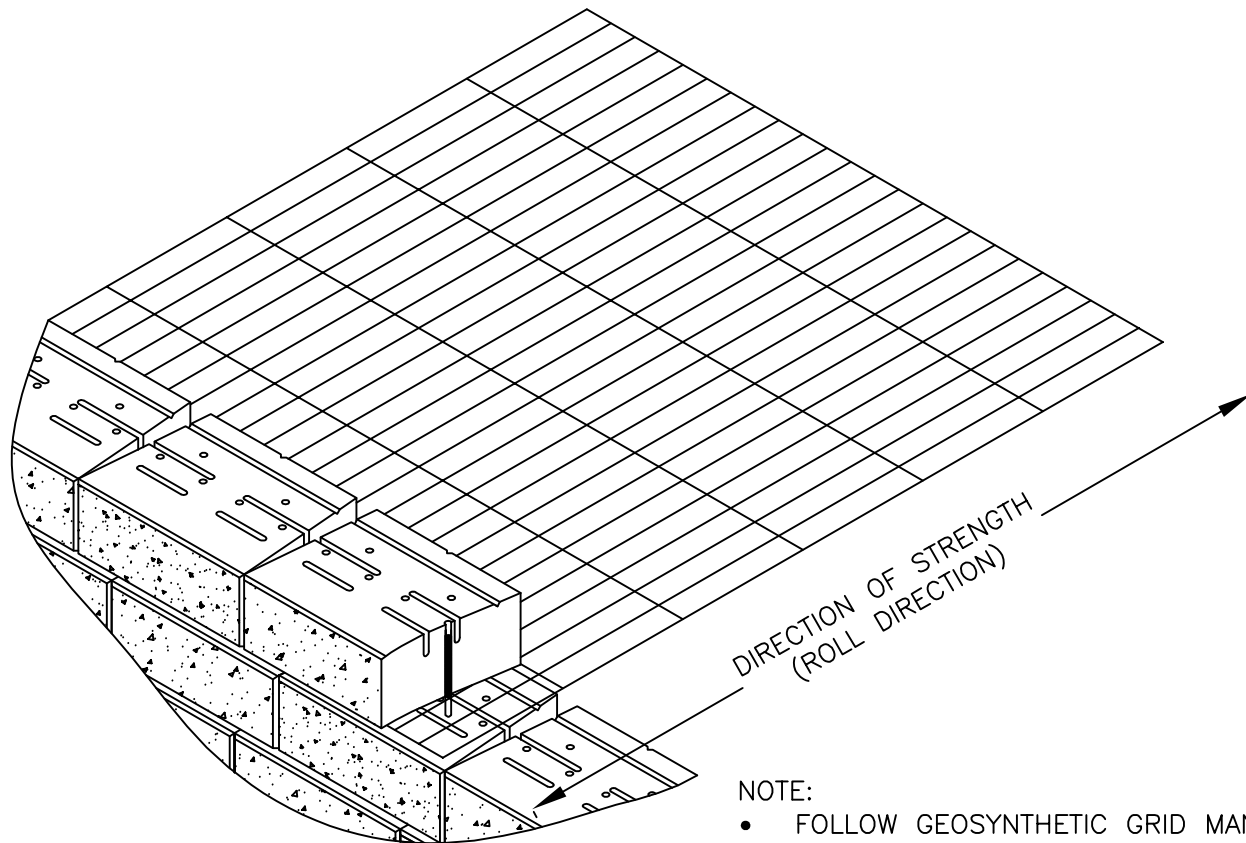 DIRECTION OF STRENGTH
(ROLL DIRECTION)
NOTE:
• FOLLOW GEOSYNTHETIC GRID